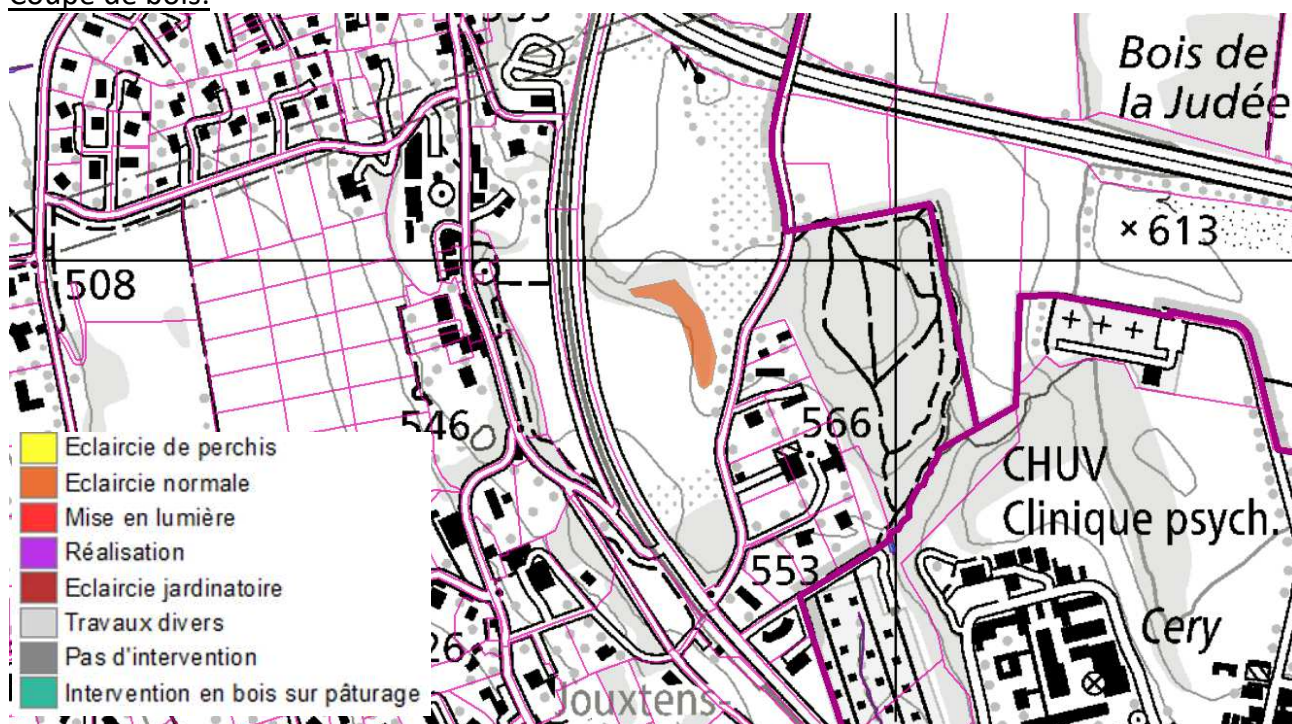 Coupe de bois:
Bois de
la Judée
× 613
508
546
566
CHUV
Clinique psych.
553
Cery
26
Jouxtens-
Eclaircie de perchis
Eclaircie normale
Mise en lumière
Réalisation
Eclaircie jardinatoire
Travaux divers
Pas d'intervention
Intervention en bois sur pâturage